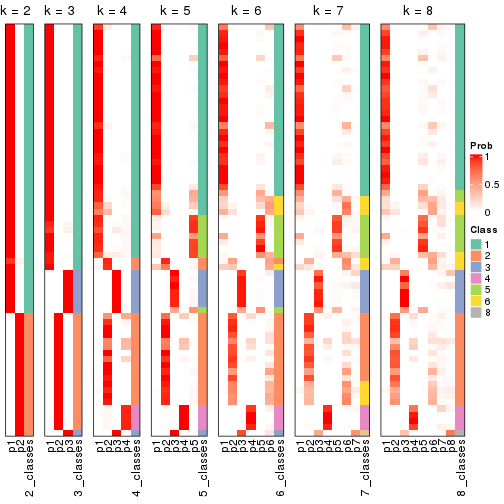 k = 2 k = 3 k = 4 k = 5 k = 6 k = 7 k = 8
Prob
1
0.5
0
Class
1
2
3
4
5
6
8
p1 p2 2_classes
p1 p2 p3 3_classes
p1 p2 p3 p4 4_classes
p1 p2 p3 p4 p5 5_classes
p1 p2 p3 p4 p5 p6 6_classes
p1 p2 p3 p4 p5 p6 p7 7_classes
p1 p2 p3 p4 p5 p6 p7 p8 8_classes